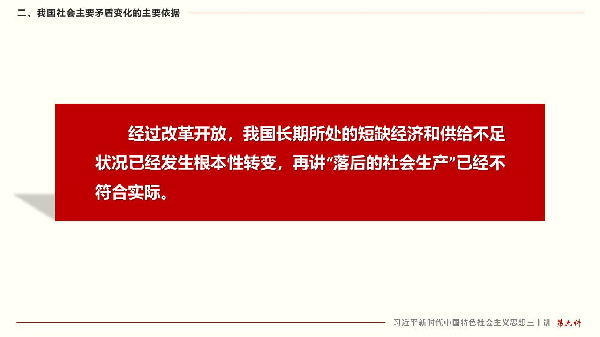 二、我国社会主要矛盾变化的主要依据
经过改革开放，我国长期所处的短缺经济和供给不足
状况已经发生根本性转变，再讲“落后的社会生产”已经不
符合实际。
习近平新时代中国特色社会主义思想三十讲 第六讲